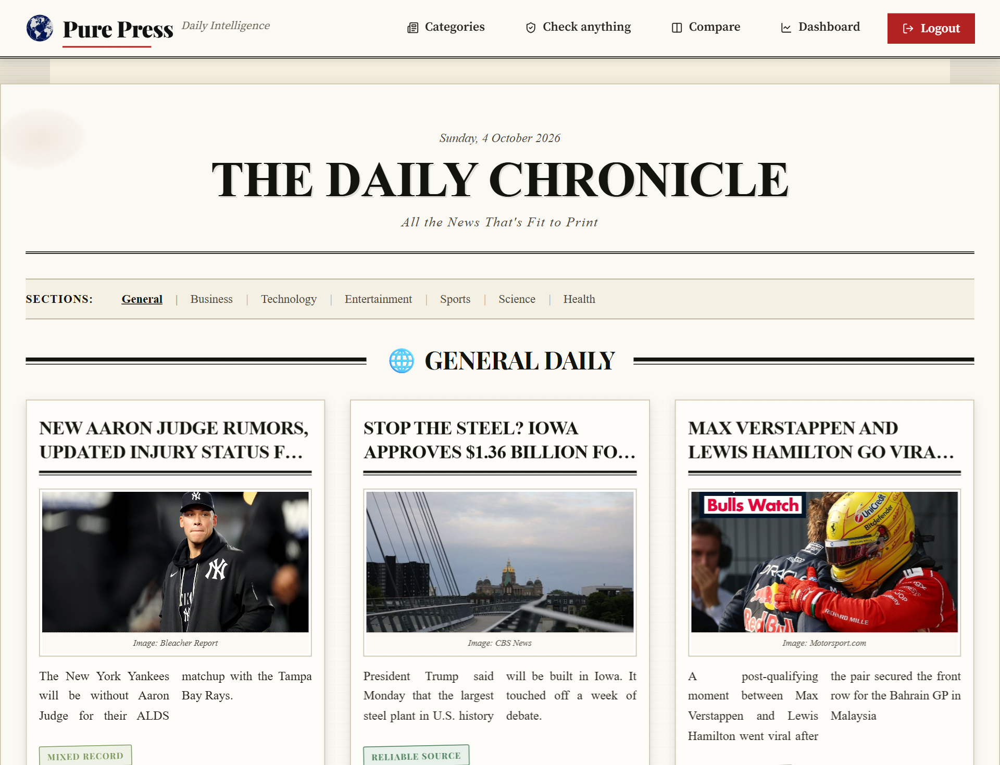 Pure Press Daily Intelligence Categories Check anything Compare Dashboard Logout
Sunday, 4 October 2026
THE DAILY CHRONICLE
All the News That's Fit to Print
SECTIONS: General | Business | Technology | Entertainment | Sports | Science | Health
GENERAL DAILY
NEW AARON JUDGE RUMORS,
UPDATED INJURY STATUS F...
Image: Bleacher Report
The New York Yankees
will be without Aaron
Judge for their ALDS
matchup with the Tampa
Bay Rays.
MIXED RECORD
STOP THE STEEL? IOWA
APPROVES $1.36 BILLION FO...
Image: CBS News
President Trump said
Monday that the largest
steel plant in U.S. history
will be built in Iowa. It
touched off a week of
debate.
RELIABLE SOURCE
MAX VERSTAPPEN AND
LEWIS HAMILTON GO VIRA...
Bulls Watch
UniCredit
Bitdefender
Red Bull
RICHARD MILLE
Image: Motorsport.com
A post-qualifying
moment between Max
Verstappen and Lewis
Hamilton went viral after
the pair secured the front
row for the Bahrain GP in
Malaysia